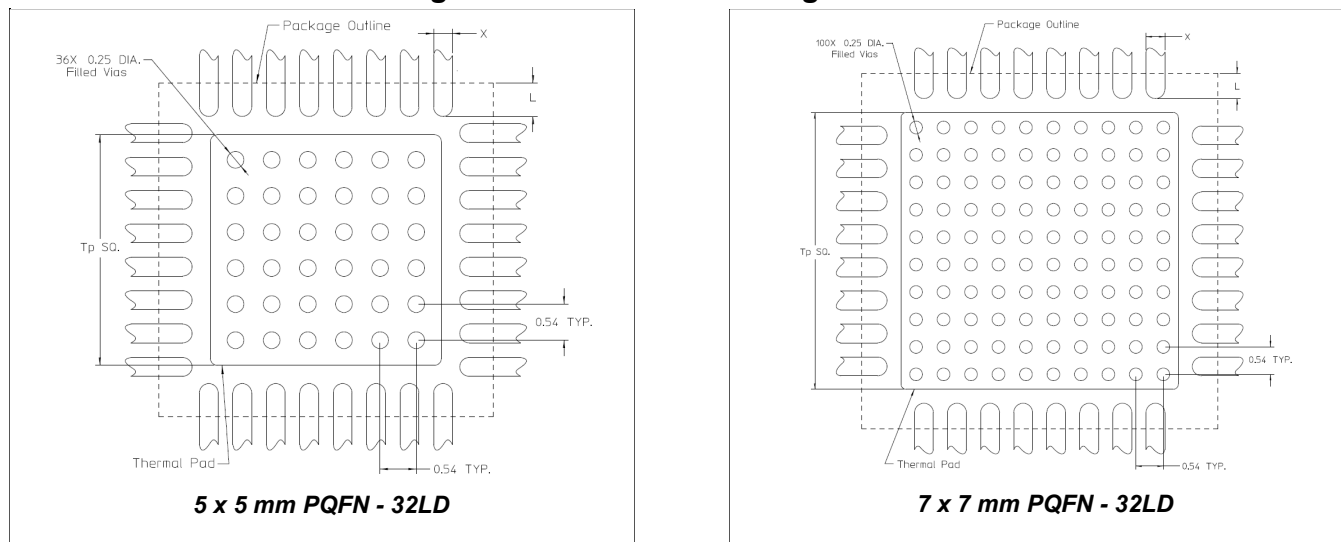 Package Outline
X
36X 0.25 DIA.
Filled Vias
L
Tp SQ.
0.54 TYP.
Thermal Pad
0.54 TYP.
5 x 5 mm PQFN - 32LD
Package Outline
X
100X 0.25 DIA.
Filled Vias
L
Tp SQ.
0.54 TYP.
Thermal Pad
0.54 TYP.
7 x 7 mm PQFN - 32LD